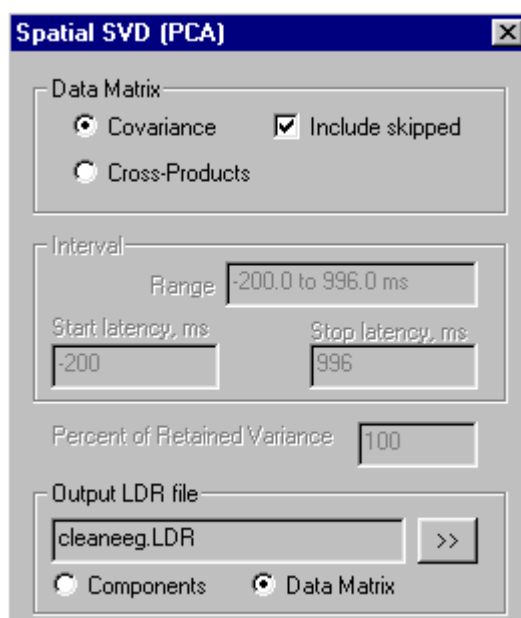 Spatial SVD (PCA)
Data Matrix
Covariance
Include skipped
Cross-Products
Interval
Range
-200.0 to 996.0 ms
Start latency, ms
Stop latency, ms
-200
996
Percent of Retained Variance
100
Output LDR file
cleaneeg.LDR
>>
Components
Data Matrix